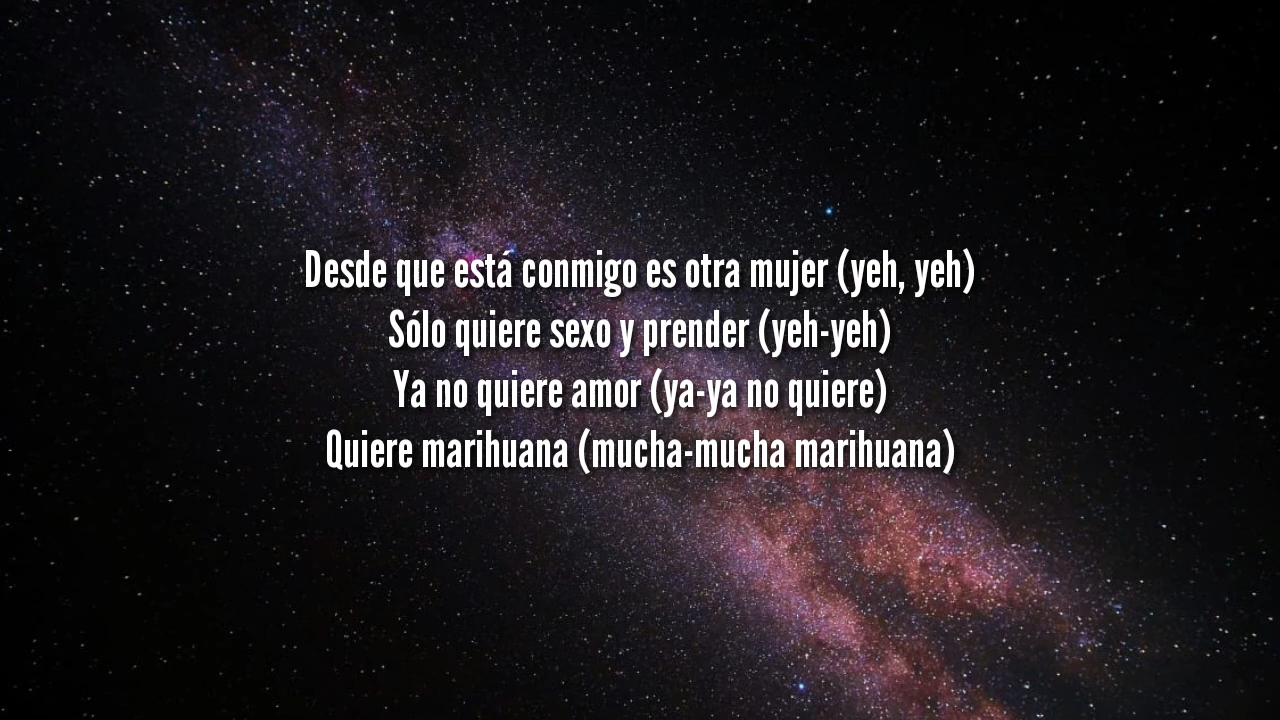 Desde que está conmigo es otra mujer (yeh, yeh)
Sólo quiere sexo y prender (yeh-yeh)
Ya no quiere amor (ya-ya no quiere)
Quiere marihuana (mucha-mucha marihuana)